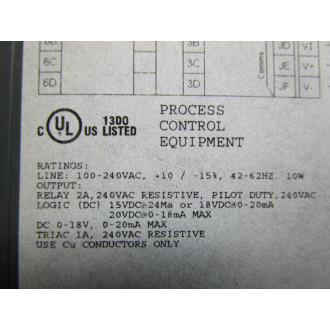 6B
6C
6D
3B
3C
3D
Comms
JD VI
JE V+
JF V-
C UL US 13DO LISTED
PROCESS
CONTROL
EQUIPMENT
RATINGS:
LINE: 100-240VAC, +10 / -15%, 42-62HZ 10W
OUTPUT:
RELAY 2A,240VAC RESISTIVE, PILOT DUTY,240VAC
LOGIC (DC) 15VDC@24Ma or 18VDC@0-20mA
20VDC@0-18mA MAX
DC 0-18V, 0-20mA MAX
TRIAC 1A, 240VAC RESISTIVE
USE Cu CONDUCTORS ONLY